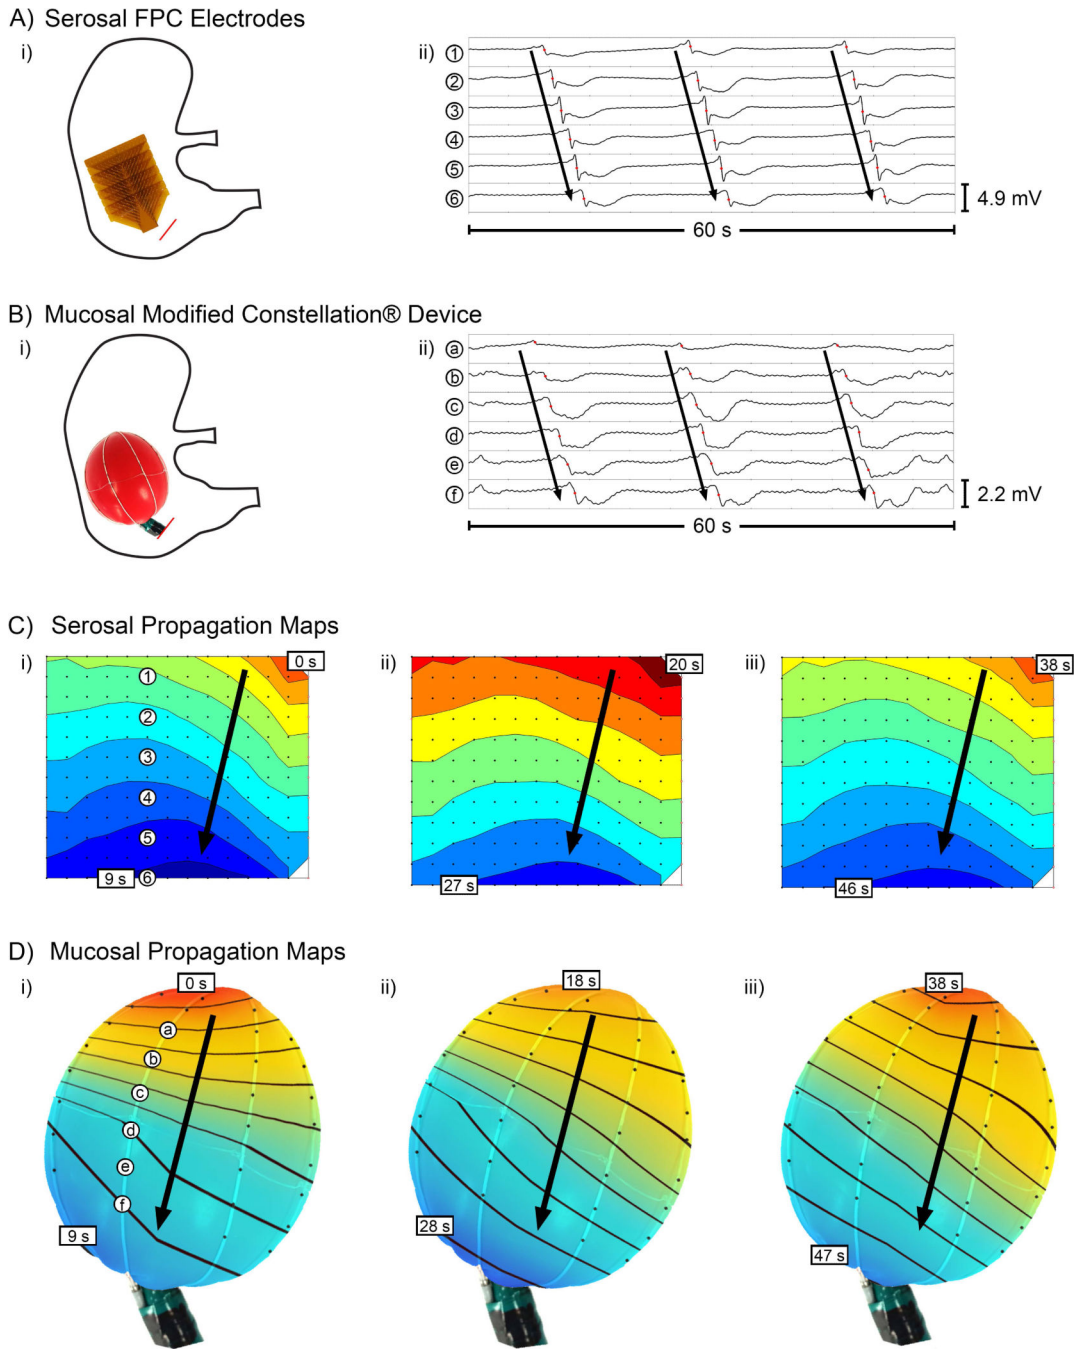 A) Serosal FPC Electrodes
i)
ii)
1
2
3
4
5
6
4.9 mV
60 s
B) Mucosal Modified Constellation® Device
i)
ii)
a
b
c
d
e
f
2.2 mV
60 s
C) Serosal Propagation Maps
i)
0 s
1
2
3
4
5
6
9 s
ii)
20 s
27 s
iii)
38 s
46 s
D) Mucosal Propagation Maps
i)
0 s
a
b
c
d
e
f
9 s
ii)
18 s
28 s
iii)
38 s
47 s